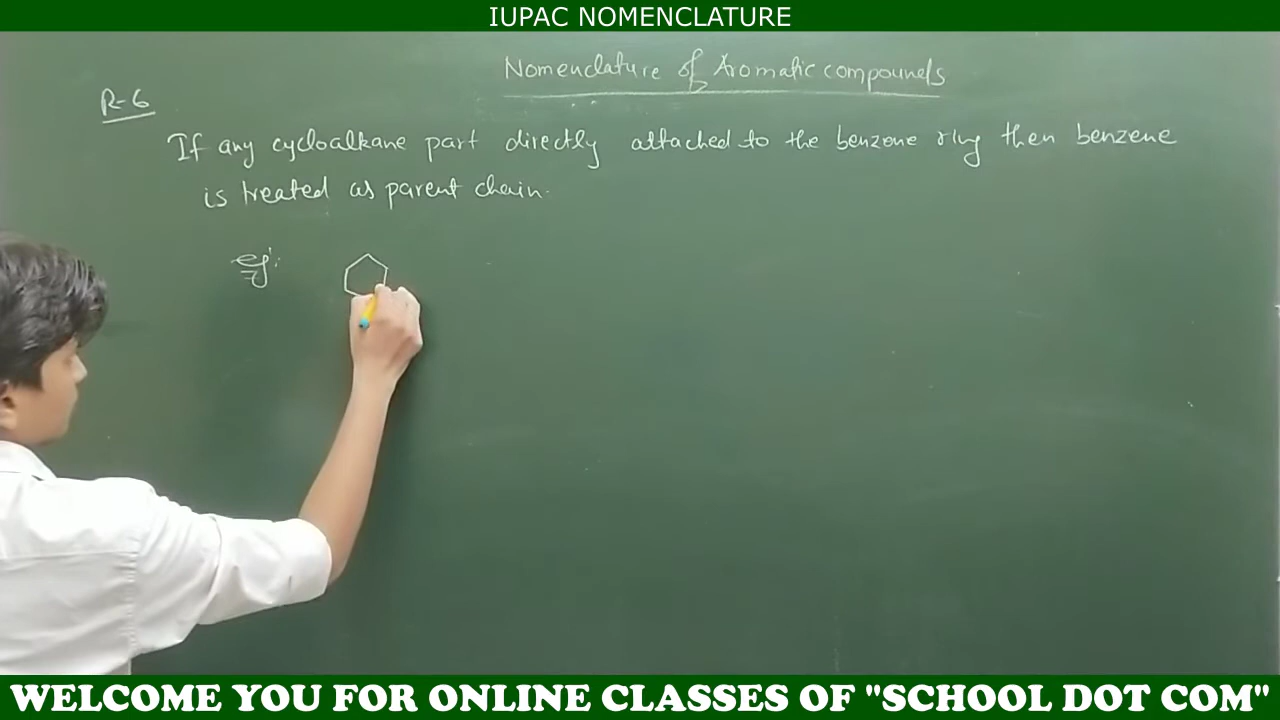 IUPAC NOMENCLATURE
Nomenclature of Aromatic compounds
R-6
If any cycloalkane part directly attached to the benzene ring then benzene
is treated as parent chain.
eg:
WELCOME YOU FOR ONLINE CLASSES OF "SCHOOL DOT COM"